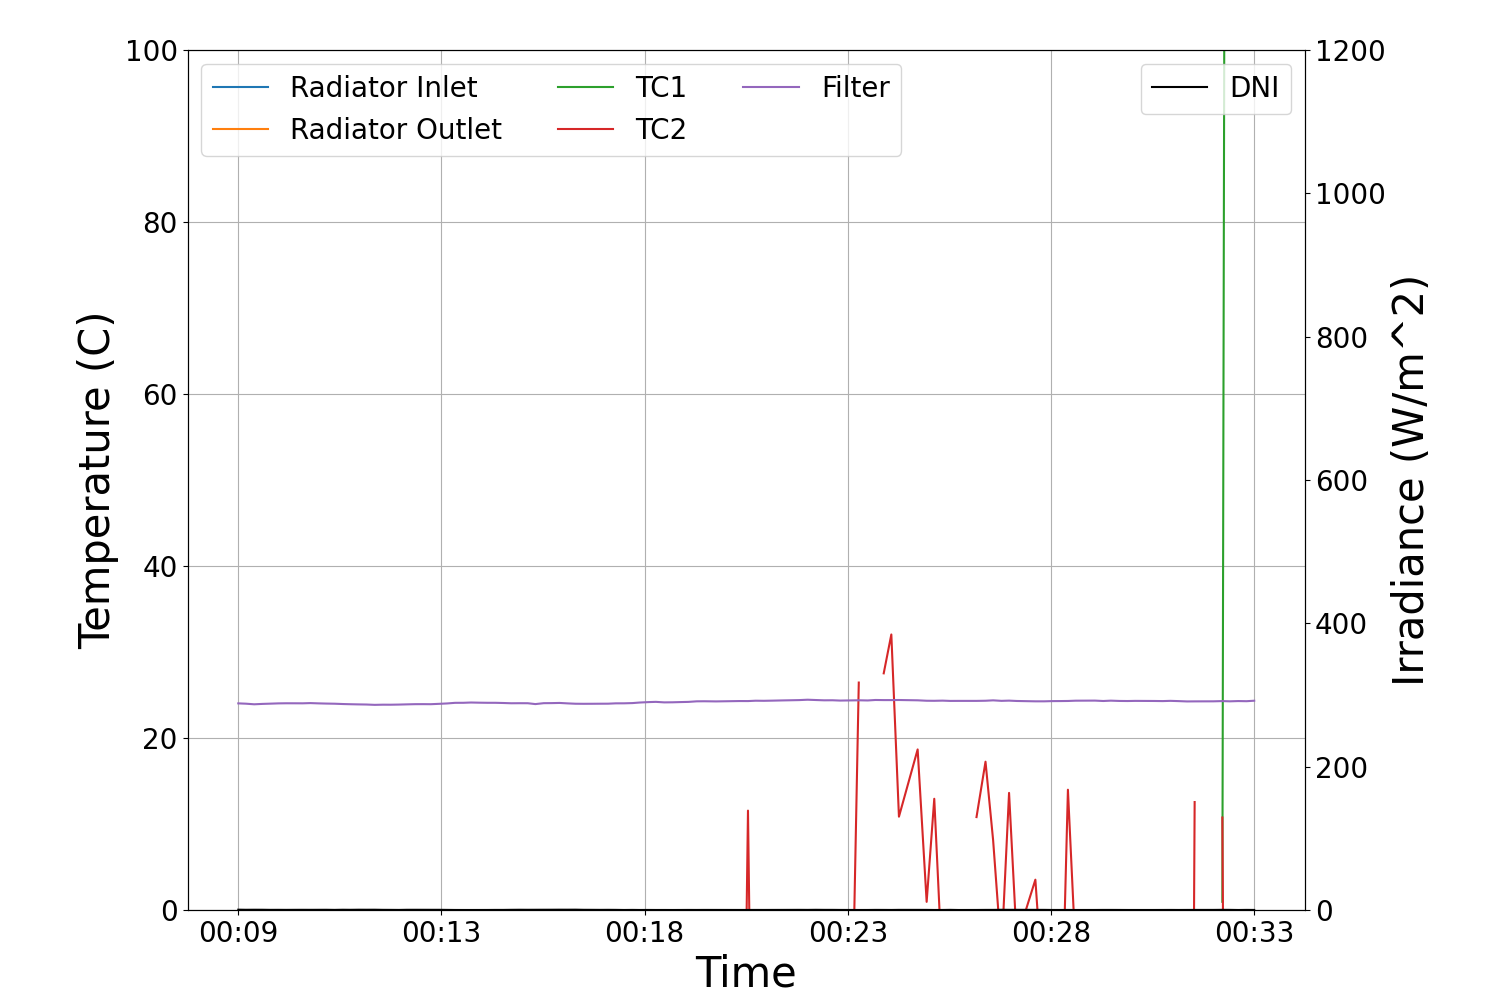 100
80
60
40
20
0
Temperature (C)
Radiator Inlet
Radiator Outlet
TC1
TC2
Filter
DNI
1200
1000
800
600
400
200
0
Irradiance (W/m^2)
00:09 00:13 00:18 00:23 00:28 00:33
Time